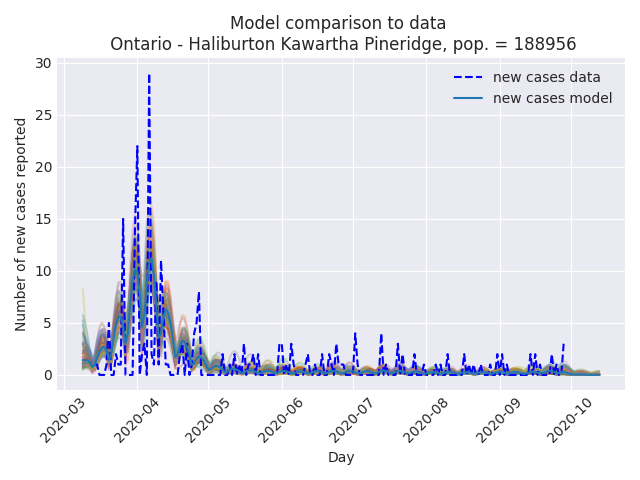 Model comparison to data
Ontario - Haliburton Kawartha Pineridge, pop. = 188956
new cases data
new cases model
Number of new cases reported
30
25
20
15
10
5
0
2020-03
2020-04
2020-05
2020-06
2020-07
2020-08
2020-09
2020-10
Day